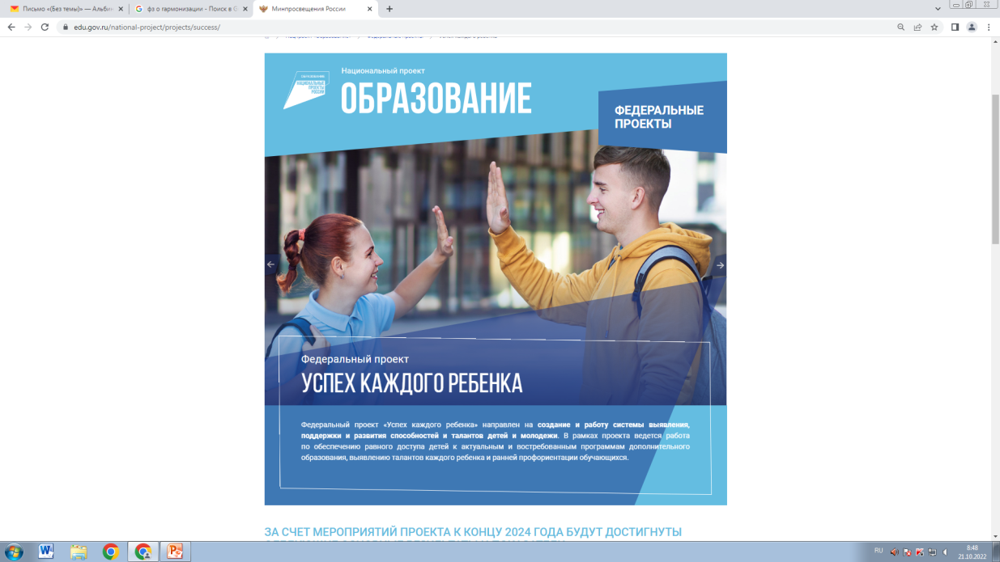 Письмо «(Без темы)» — Альби
фз о гармонизации - Поиск в G
Минпросвещения России
edu.gov.ru/national-project/projects/success/
ОБРАЗОВАНИЕ
НАЦИОНАЛЬНЫЕ
ПРОЕКТЫ
РОССИИ
Национальный проект
ОБРАЗОВАНИЕ
ФЕДЕРАЛЬНЫЕ
ПРОЕКТЫ
Федеральный проект
УСПЕХ КАЖДОГО РЕБЕНКА
Федеральный проект «Успех каждого ребенка» направлен на создание и работу системы выявления,
поддержки и развития способностей и талантов детей и молодежи. В рамках проекта ведется работа
по обеспечению равного доступа детей к актуальным и востребованным программам дополнительного
образования, выявлению талантов каждого ребенка и ранней профориентации обучающихся.
ЗА СЧЕТ МЕРОПРИЯТИЙ ПРОЕКТА К КОНЦУ 2024 ГОДА БУДУТ ДОСТИГНУТЫ
RU
8:48
21.10.2022